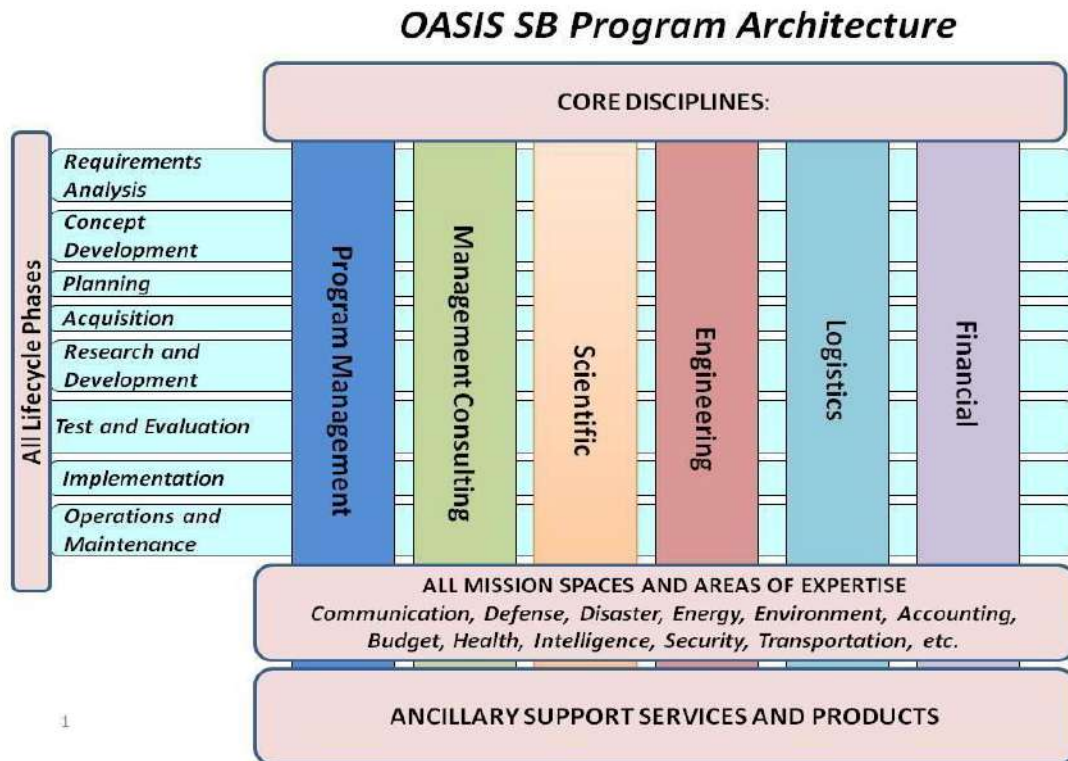 OASIS SB Program Architecture
CORE DISCIPLINES:
All Lifecycle Phases
Requirements
Analysis
Concept
Development
Planning
Acquisition
Research and
Development
Test and Evaluation
Implementation
Operations and
Maintenance
Program Management
Management Consulting
Scientific
Engineering
Logistics
Financial
ALL MISSION SPACES AND AREAS OF EXPERTISE
Communication, Defense, Disaster, Energy, Environment, Accounting,
Budget, Health, Intelligence, Security, Transportation, etc.
ANCILLARY SUPPORT SERVICES AND PRODUCTS
1